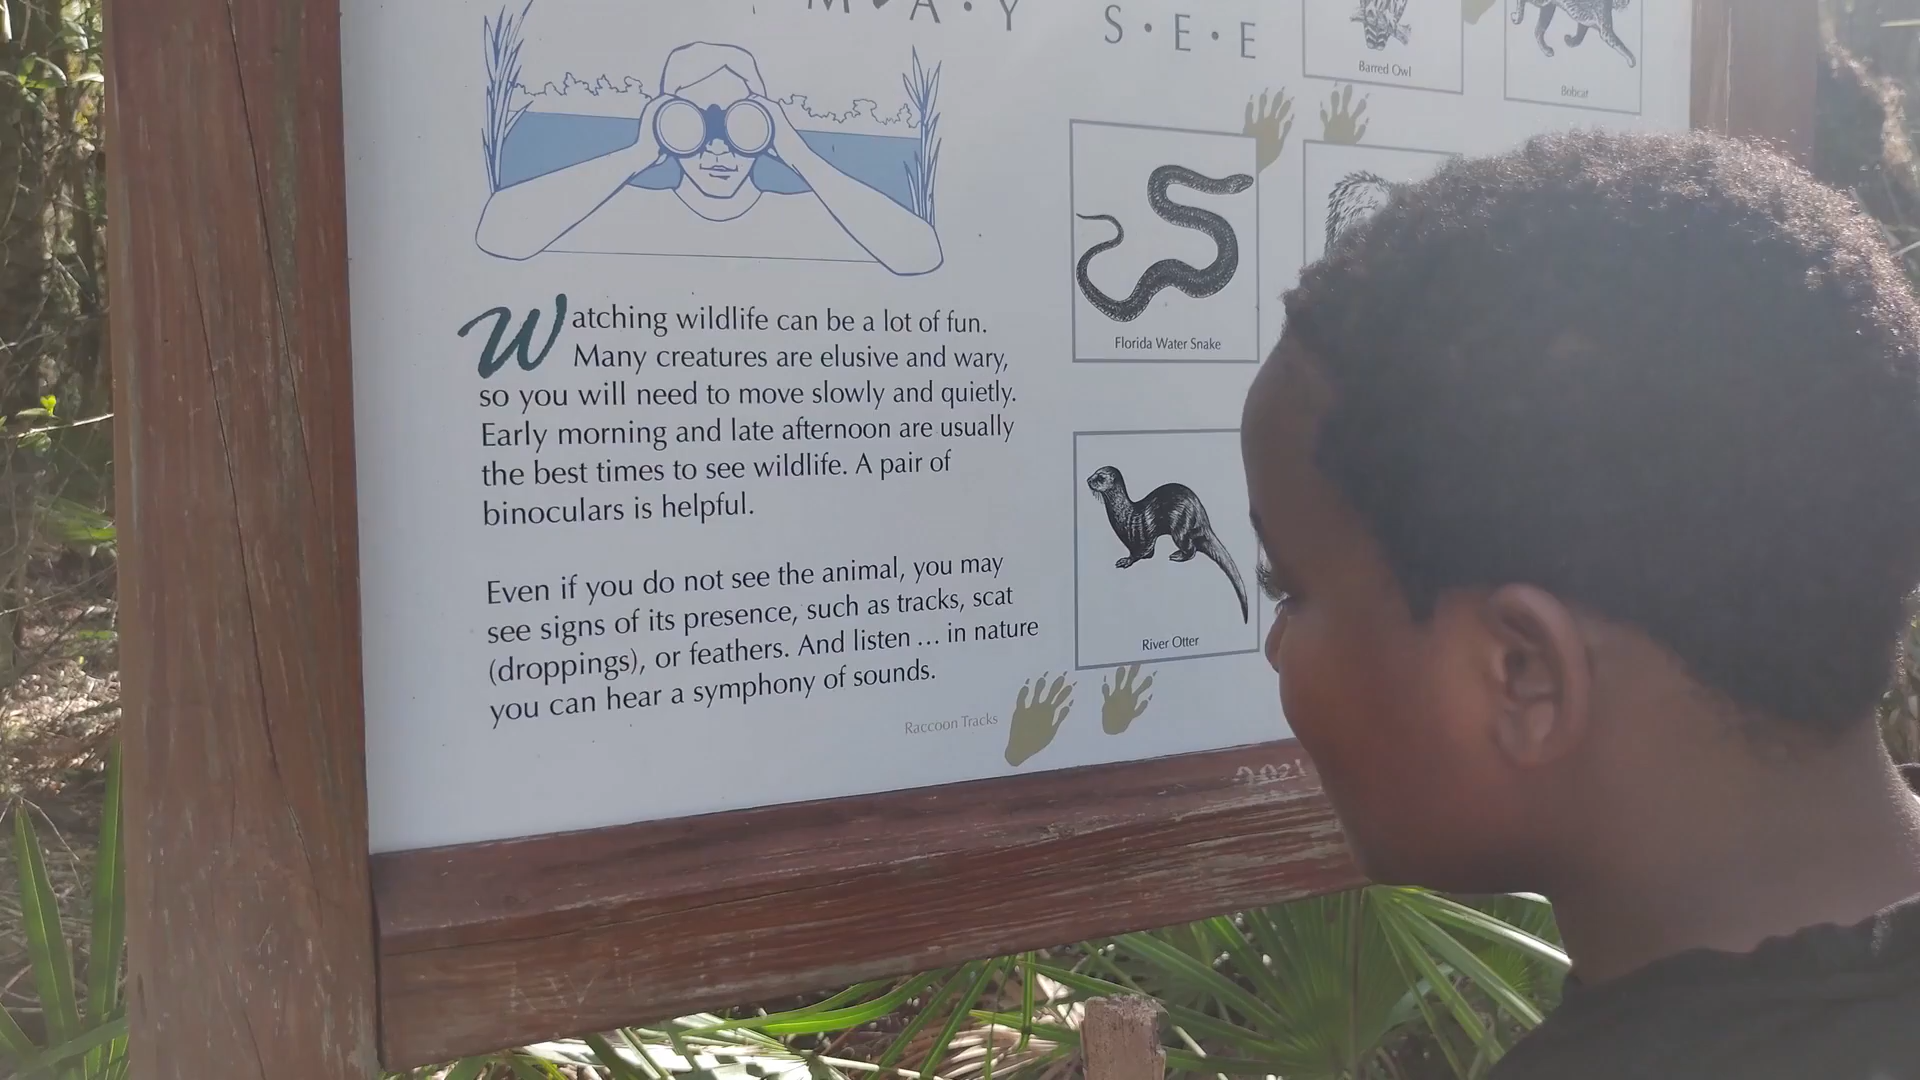 M • A • Y S • E • E
Barred Owl
Bobcat
Florida Water Snake
Watching wildlife can be a lot of fun.
Many creatures are elusive and wary,
so you will need to move slowly and quietly.
Early morning and late afternoon are usually
the best times to see wildlife. A pair of
binoculars is helpful.
Even if you do not see the animal, you may
see signs of its presence, such as tracks, scat
(droppings), or feathers. And listen … in nature
you can hear a symphony of sounds.
River Otter
Raccoon Tracks